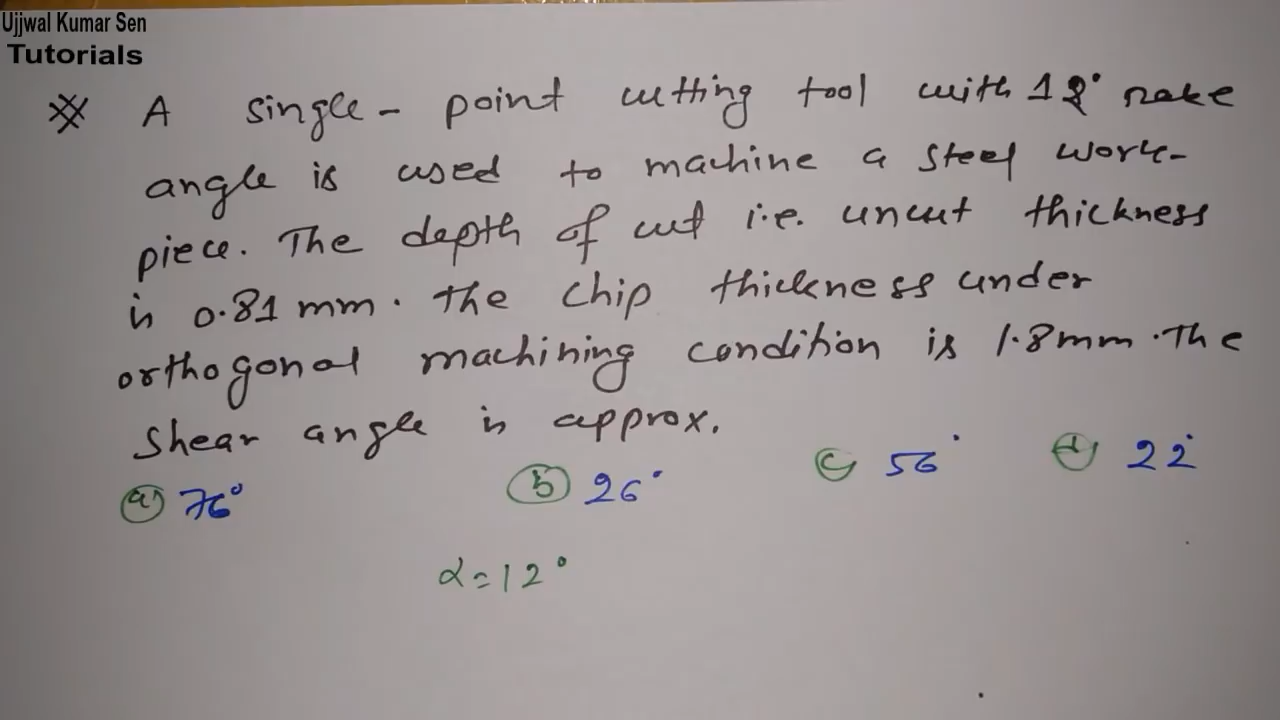 Ujjwal Kumar Sen
Tutorials
※ A single-point cutting tool with 12° rake
angle is used to machine a steel work-
piece. The depth of cut i.e. uncut thickness
is 0.81 mm. the chip thickness under
orthogonal machining condition is 1.8mm. The
shear angle is approx.
(a) 76° (b) 26° (c) 56° (d) 22°
α = 12°